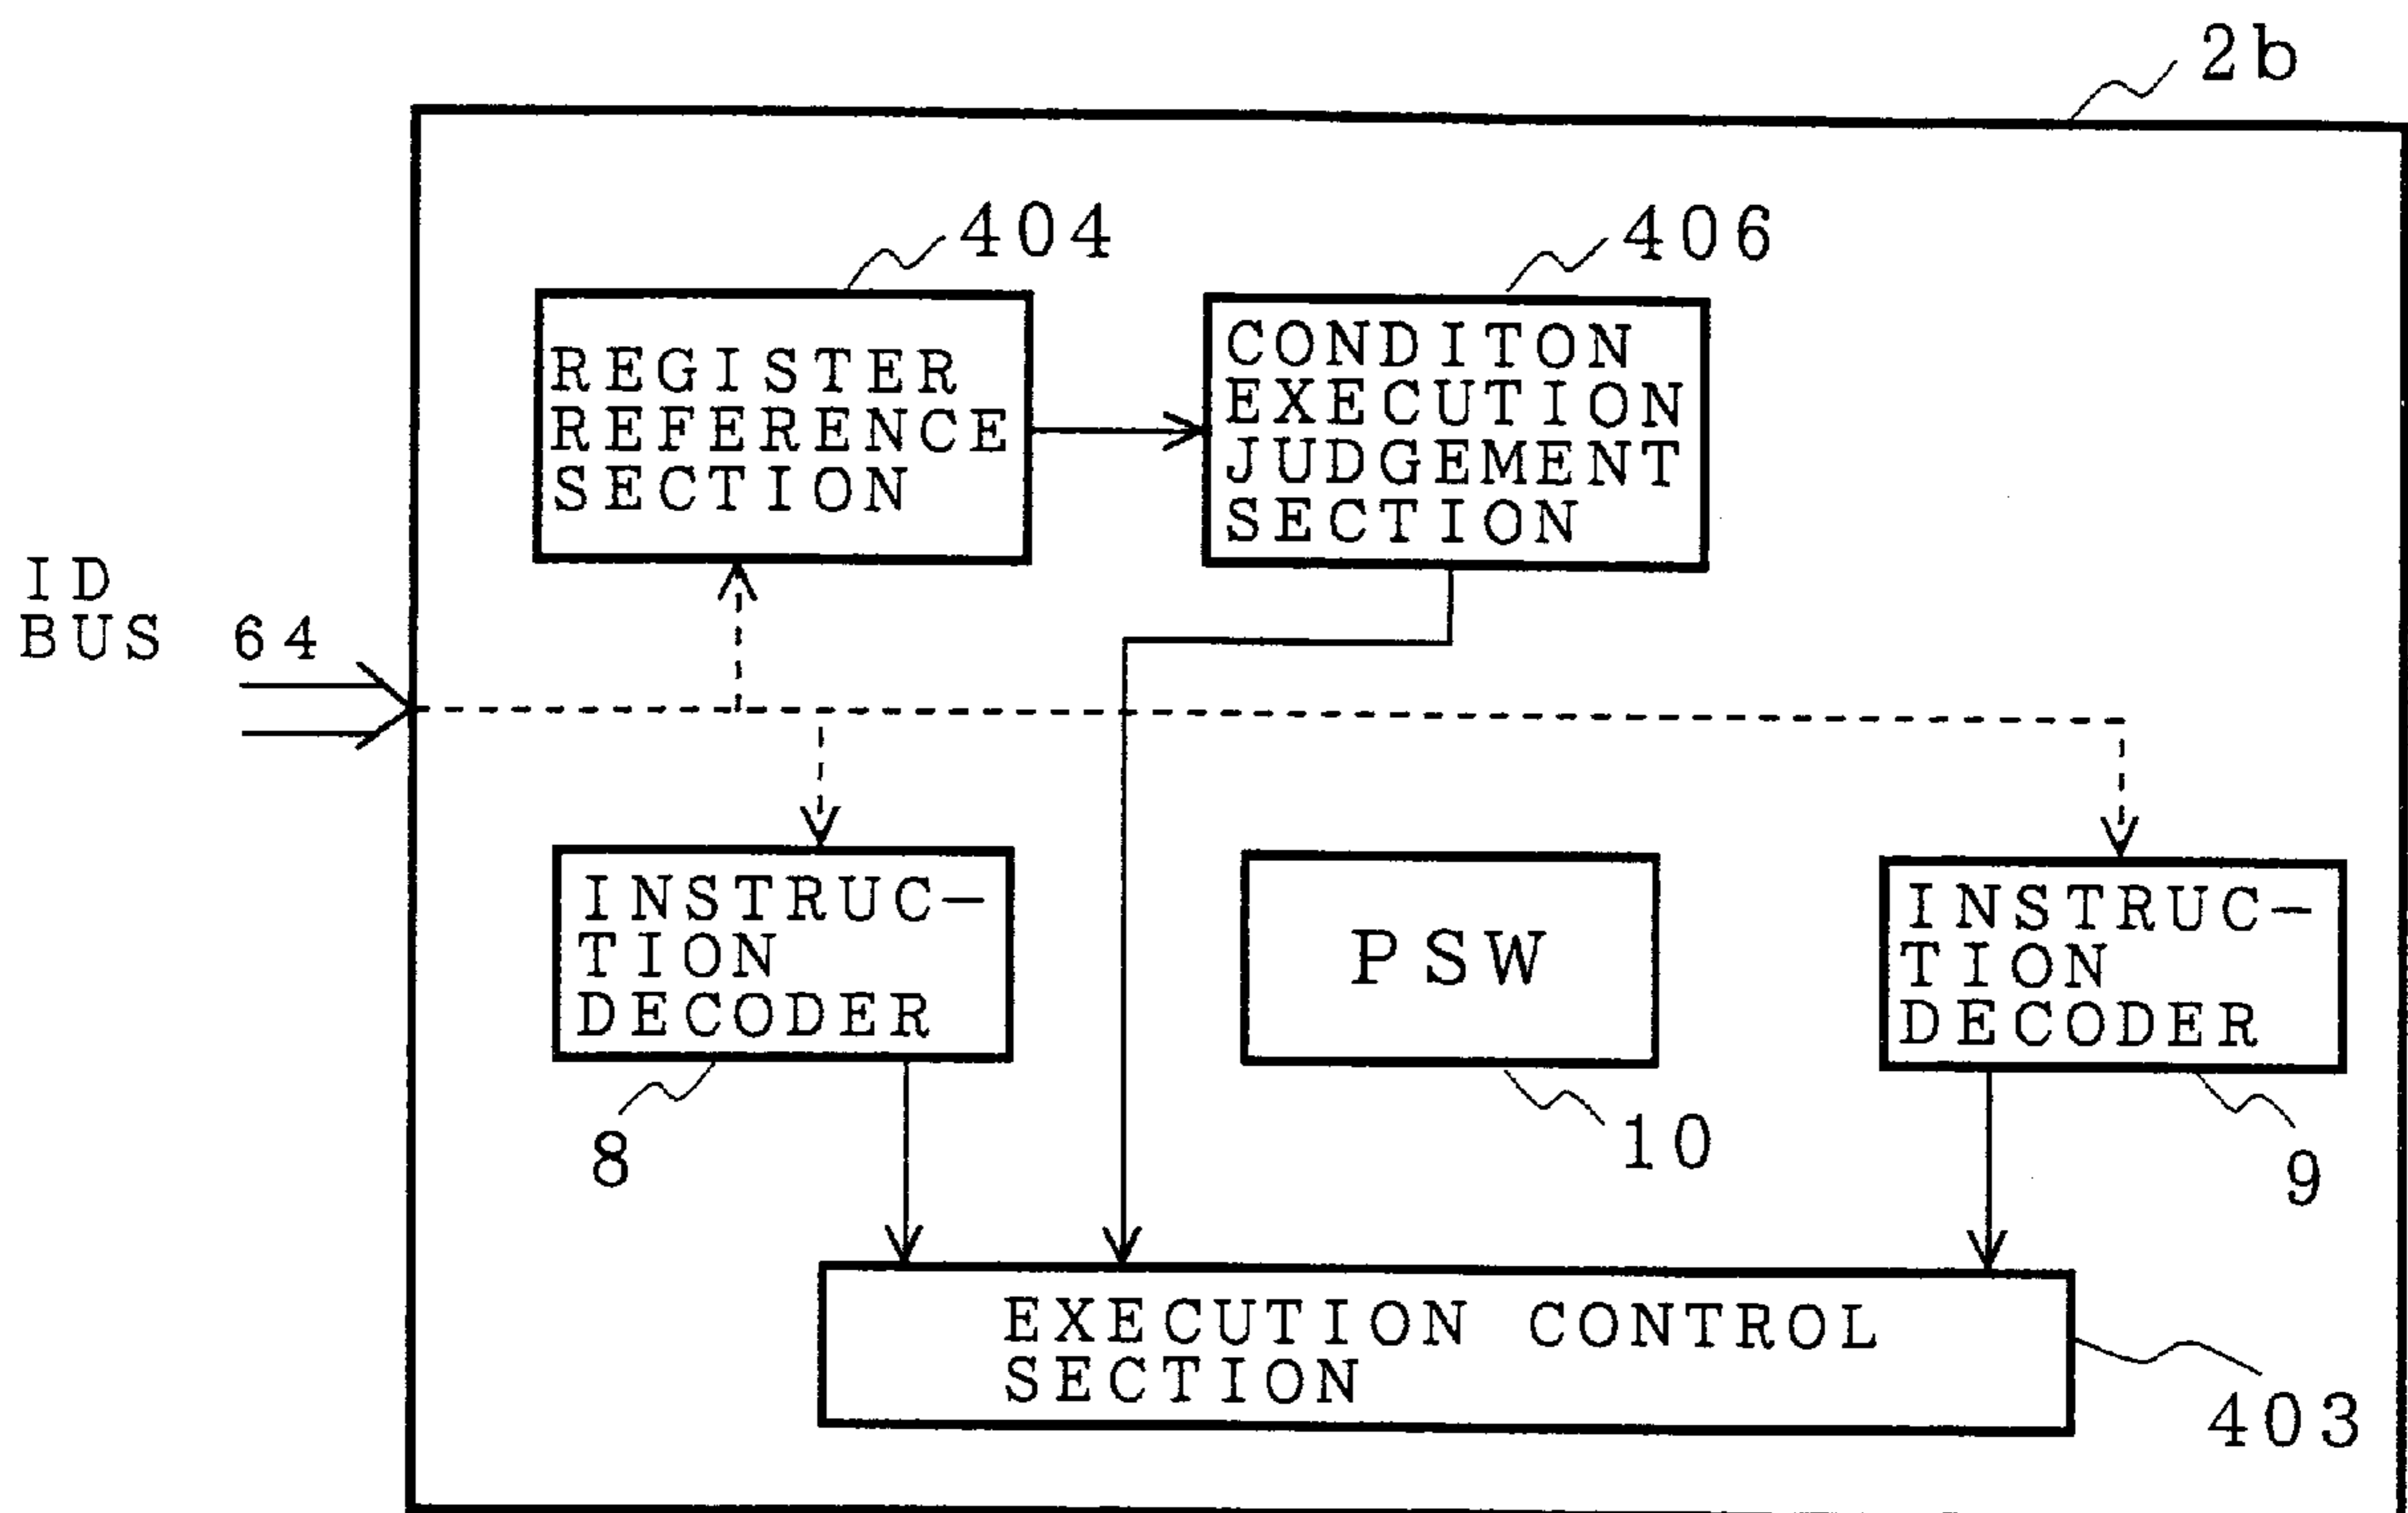 2b
404
406
REGISTER
REFERENCE
SECTION
CONDITON
EXECUTION
JUDGEMENT
SECTION
ID
BUS 64
INSTRUC-
TION
DECODER
PSW
INSTRUC-
TION
DECODER
8
10
9
EXECUTION CONTROL
SECTION
403